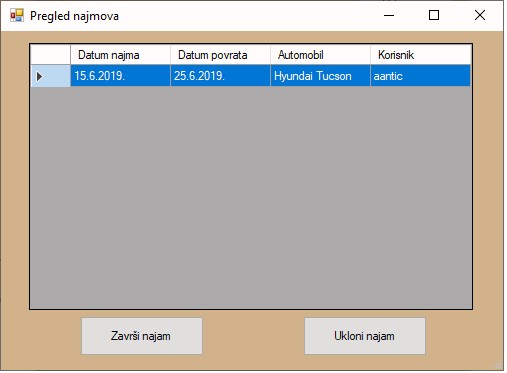 Pregled najmova
Datum najma Datum povrata Automobil Korisnik
15.6.2019. 25.6.2019. Hyundai Tucson aantic
Završi najam Ukloni najam